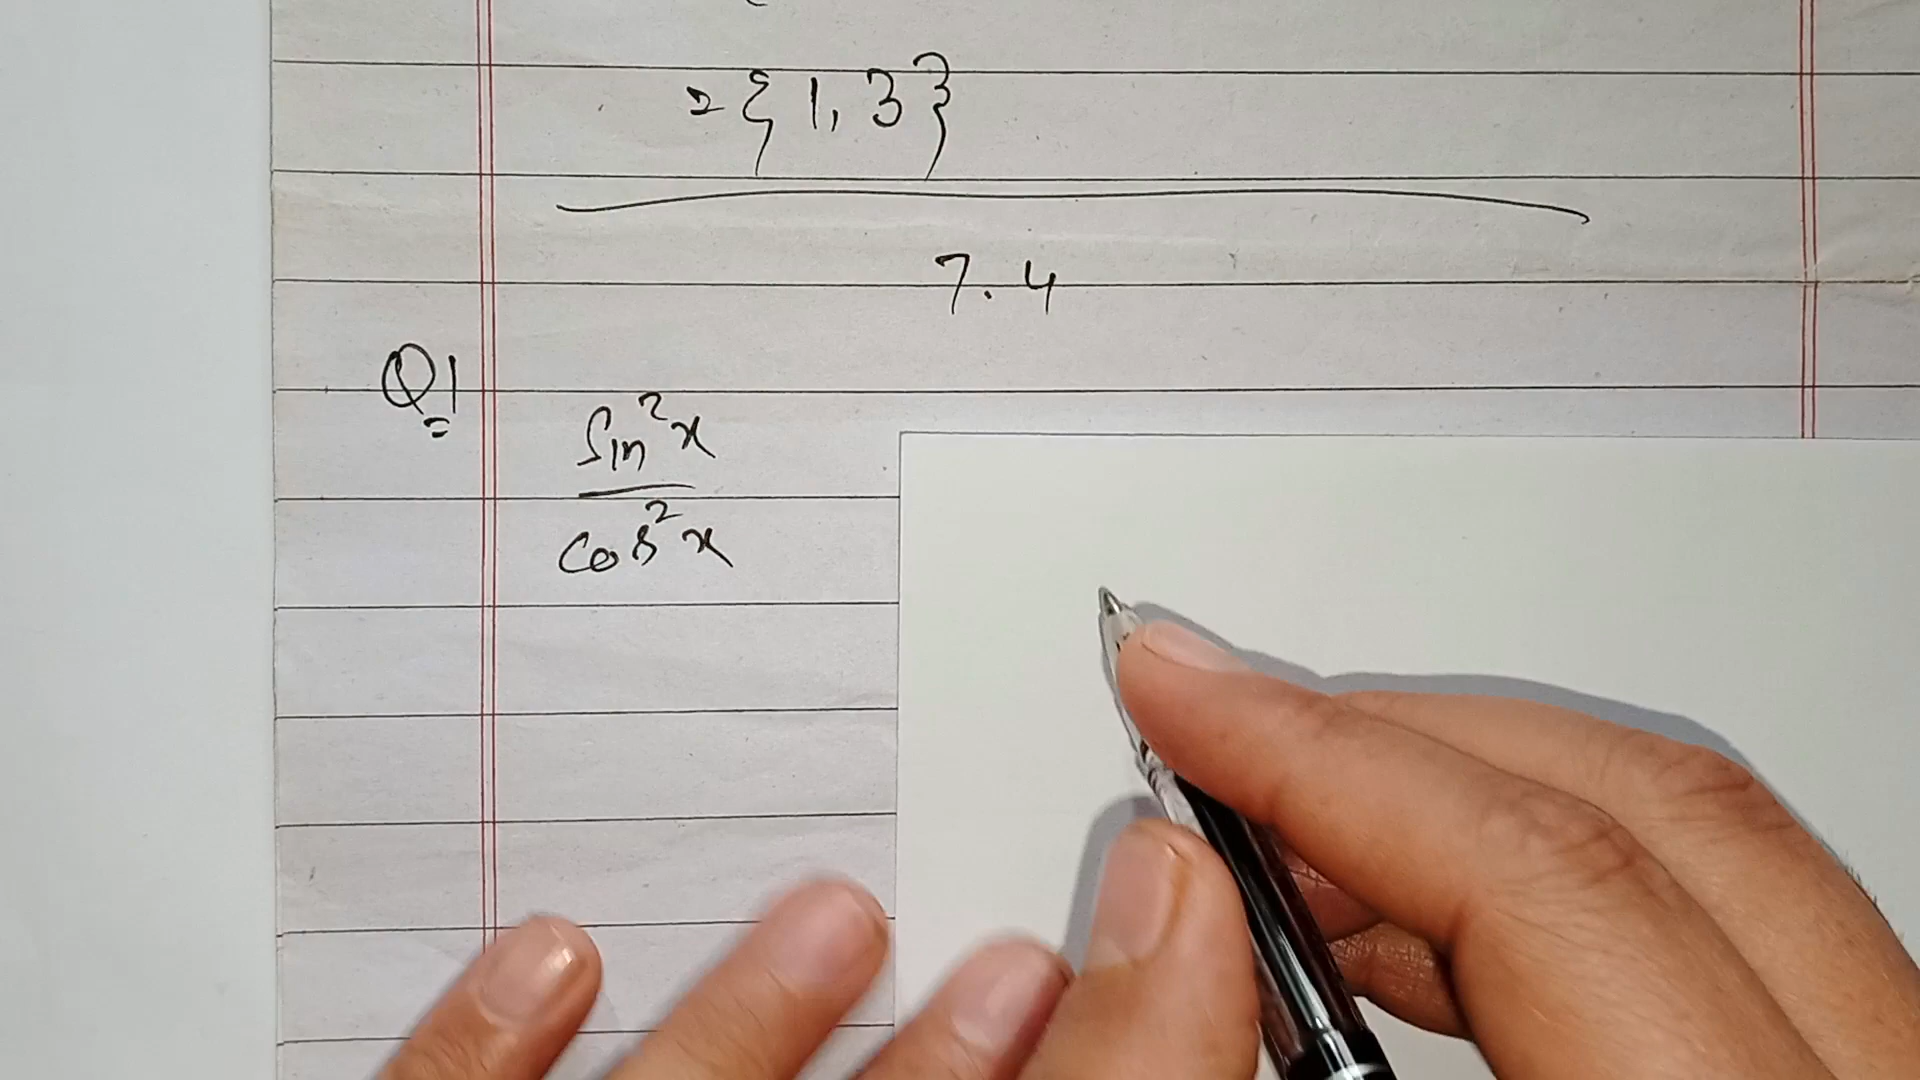 = {1, 3}
7.4
Q1
sin²x
cos²x